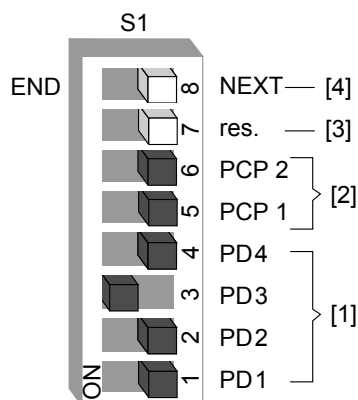 S1
END 8 NEXT [4]
7 res. [3]
6 PCP 2
5 PCP 1 [2]
4 PD4
3 PD3 [1]
2 PD2
ON 1 PD1